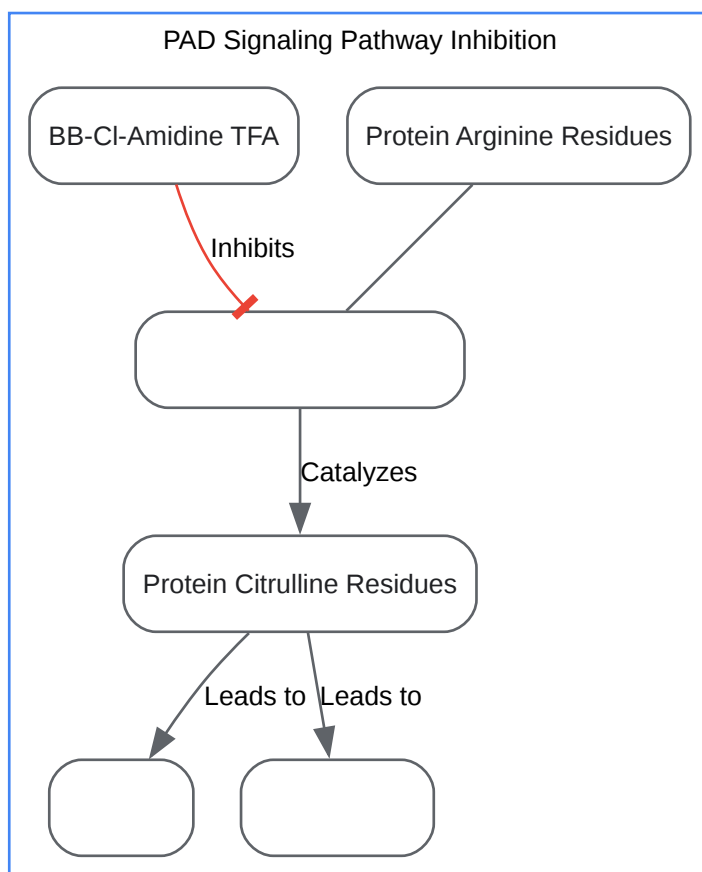 PAD Signaling Pathway Inhibition
BB-Cl-Amidine TFA
Protein Arginine Residues
Inhibits
Catalyzes
Protein Citrulline Residues
Leads to
Leads to